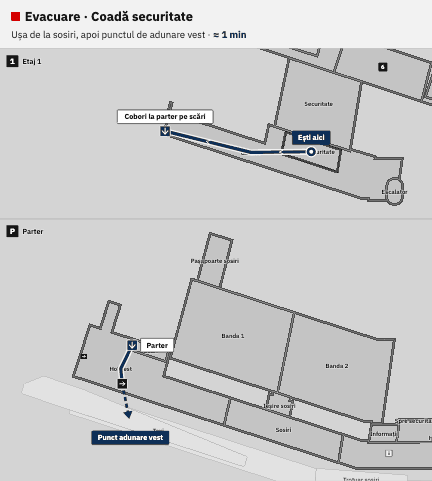 Evacuare · Coadă securitate
Ușa de la sosiri, apoi punctul de adunare vest · ≈ 1 min
1 Etaj 1
6
Securitate
Cobori la parter pe scări
Ești aici
Escalator
P Parter
Pașapoarte sosiri
Banda 1
Parter
Banda 2
Ieșire sosiri
Punct adunare vest
Sosiri
Informații
Spre securitate
Trotuar sosiri